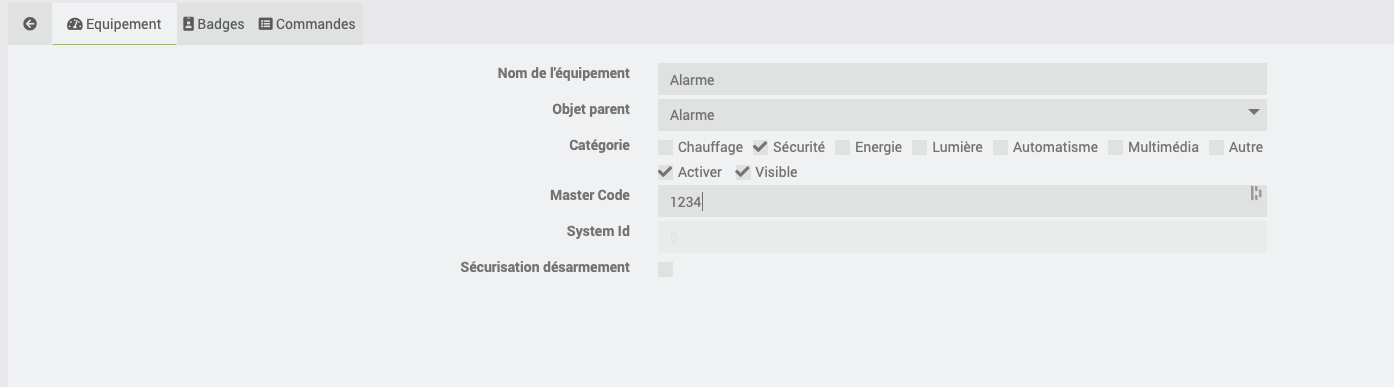 Equipement Badges Commandes
Nom de l'équipement Alarme
Objet parent Alarme
Catégorie Chauffage Sécurité Energie Lumière Automatisme Multimédia Autre
Activer Visible
Master Code 1234
System Id 0
Sécurisation désarmement